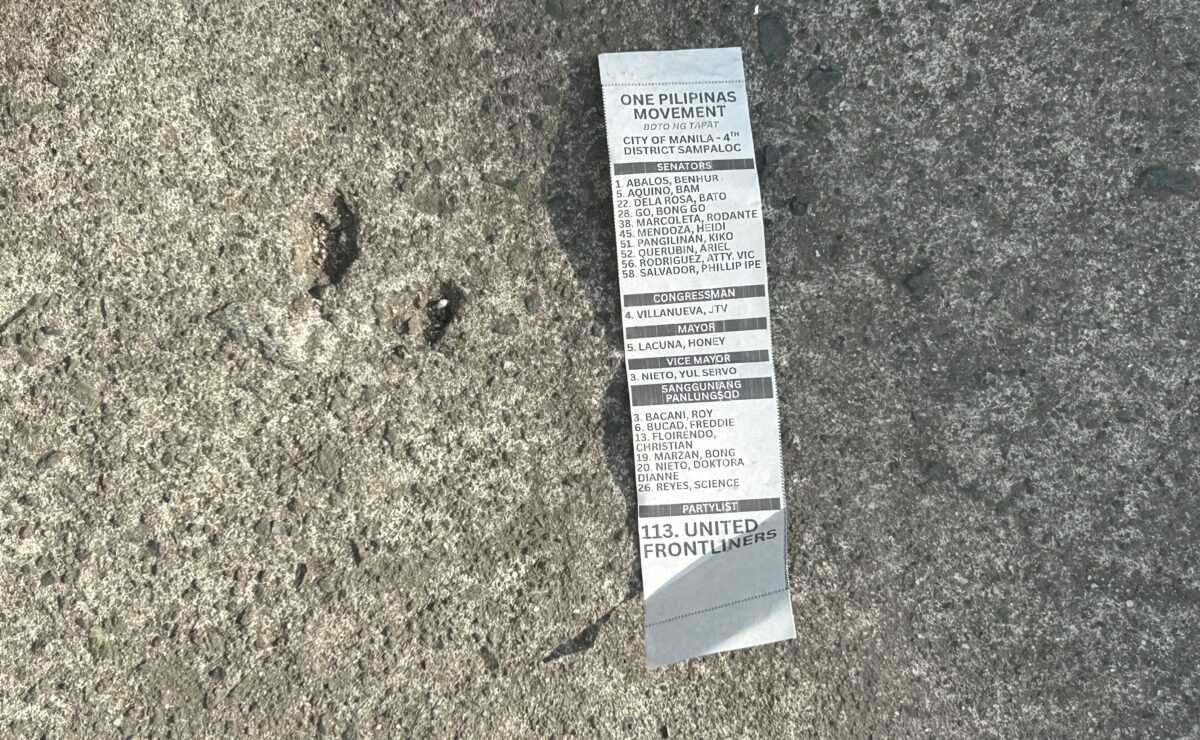 ONE PILIPINAS
MOVEMENT
BOTO NG TAPAT
CITY OF MANILA - 4TH
DISTRICT SAMPALOC
SENATORS
1. ABALOS, BENHUR
5. AQUINO, BAM
22. DELA ROSA, BATO
28. GO, BONG GO
38. MARCOLETA, RODANTE
45. MENDOZA, HEIDI
51. PANGILINAN, KIKO
52. QUERUBIN, ARIEL
56. RODRIGUEZ, ATTY. VIC
58. SALVADOR, PHILLIP IPE
CONGRESSMAN
4. VILLANUEVA, JTV
MAYOR
5. LACUNA, HONEY
VICE MAYOR
3. NIETO, YUL SERVO
SANGGUNIANG
PANLUNGSOD
3. BACANI, ROY
6. BUCAD, FREDDIE
13. FLOIRENDO,
CHRISTIAN
19. MARZAN, BONG
20. NIETO, DOKTORA
DIANNE
26. REYES, SCIENCE
PARTYLIST
113. UNITED
FRONTLINERS